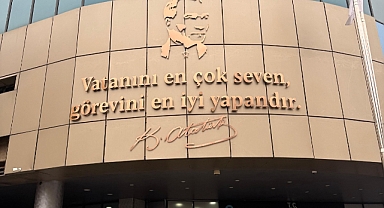 Vatanını en çok seven,
görevini en iyi yapandır.
K. Atatürk